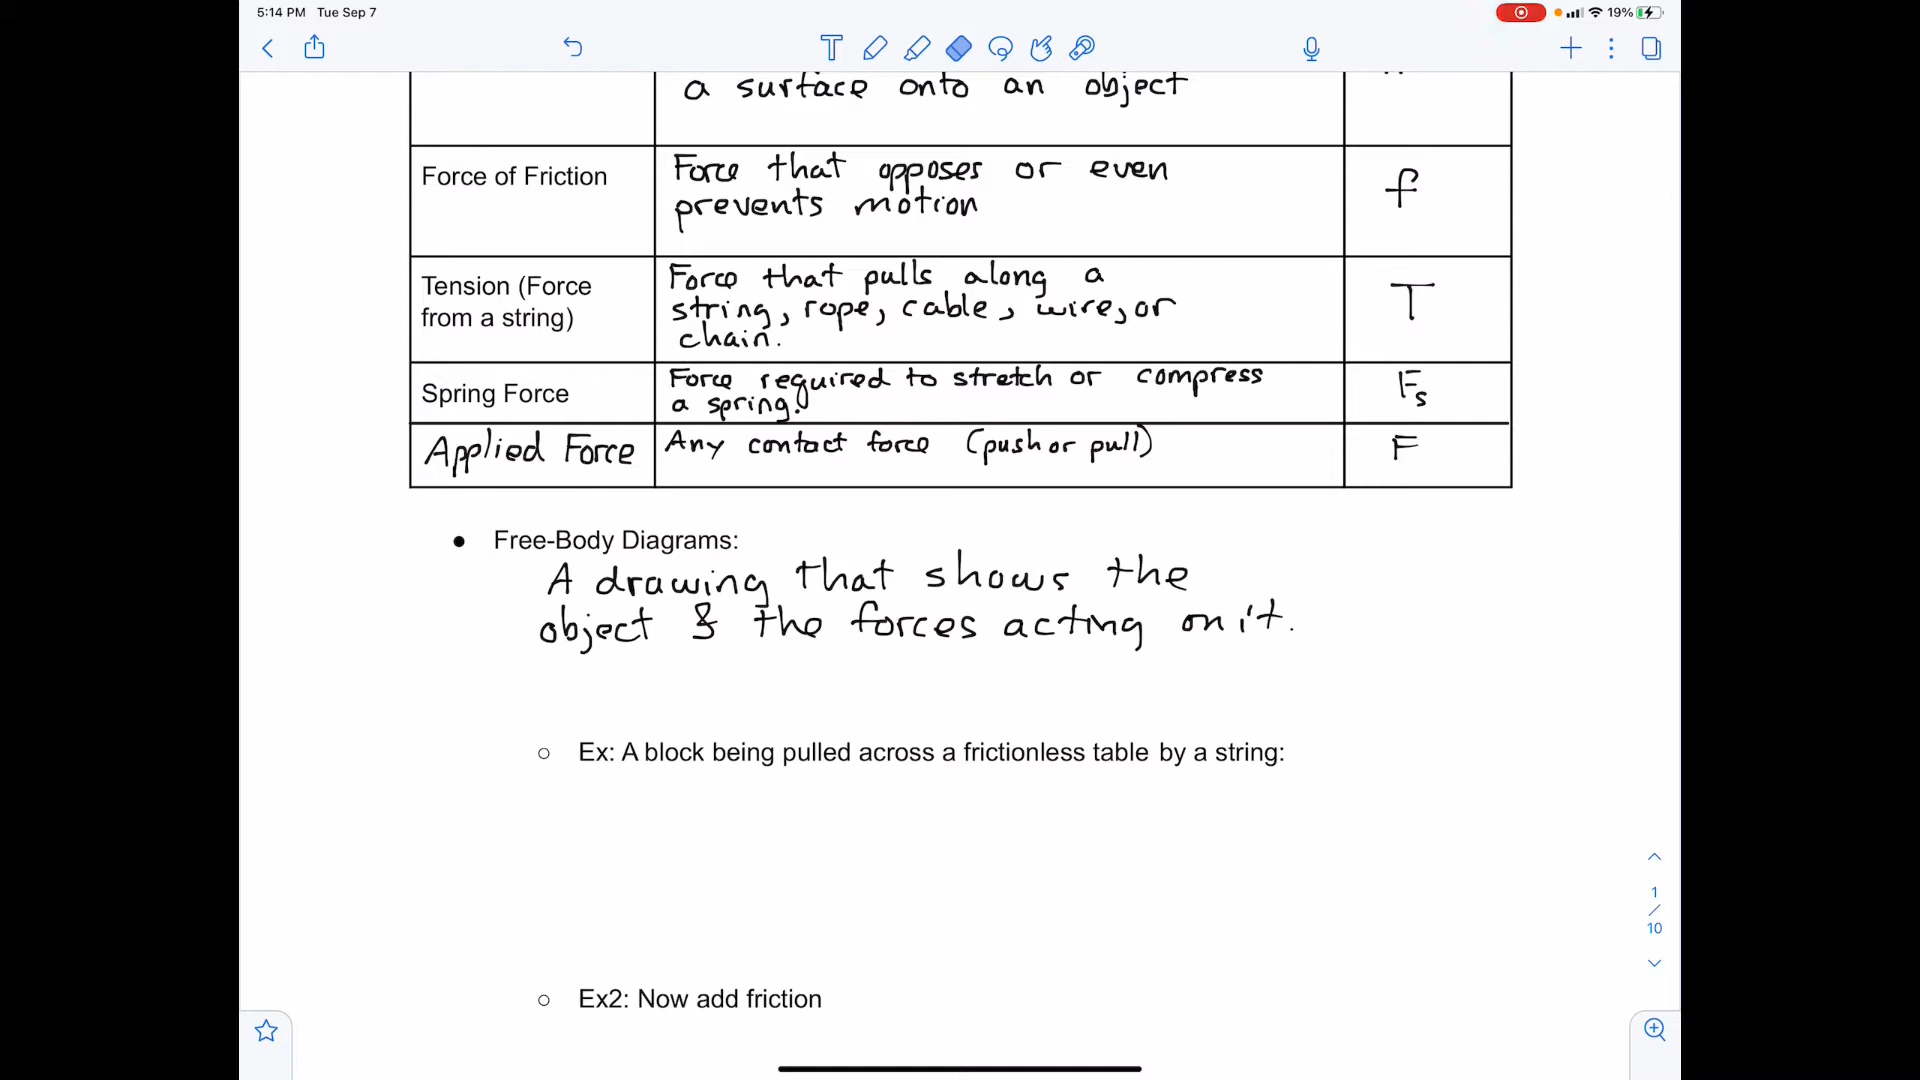 5:14 PM Tue Sep 7
19%
a surface onto an object
Force of Friction
Force that opposes or even
prevents motion
f
Tension (Force
from a string)
Force that pulls along a
string, rope, cable, wire, or
chain.
T
Spring Force
Force required to stretch or compress
a spring.
Fs
Applied Force
Any contact force (push or pull)
F
● Free-Body Diagrams:
A drawing that shows the
object & the forces acting on it.
○ Ex: A block being pulled across a frictionless table by a string:
1
/
10
○ Ex2: Now add friction